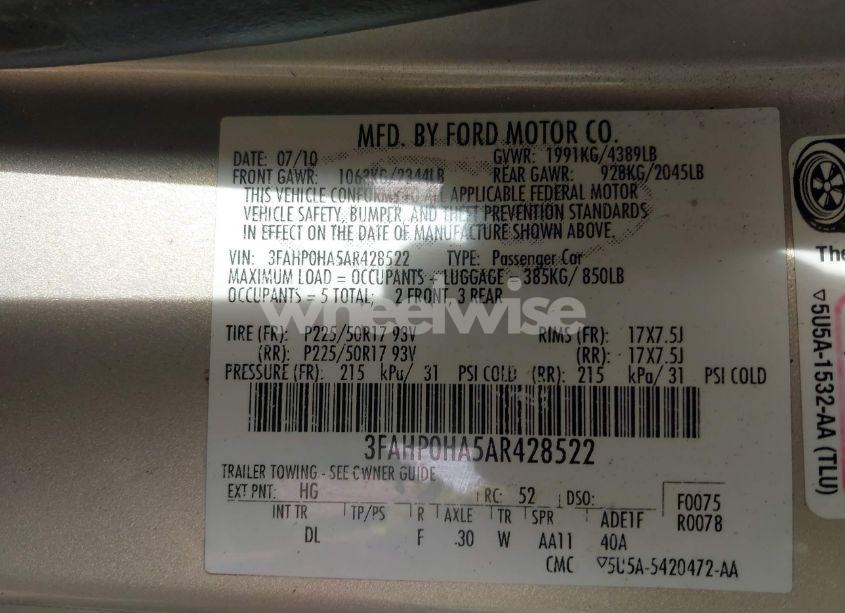 MFD. BY FORD MOTOR CO.
DATE: 07/10 GVWR: 1991KG/4389LB
FRONT GAWR: 1063KG/2344LB REAR GAWR: 928KG/2045LB
THIS VEHICLE CONFORMS TO ALL APPLICABLE FEDERAL MOTOR
VEHICLE SAFETY, BUMPER, AND THEFT PREVENTION STANDARDS
IN EFFECT ON THE DATE OF MANUFACTURE SHOWN ABOVE.
VIN: 3FAHP0HA5AR428522 TYPE: Passenger Car
MAXIMUM LOAD = OCCUPANTS + LUGGAGE = 385KG/ 850LB
OCCUPANTS = 5 TOTAL; 2 FRONT, 3 REAR
wheelwise
TIRE (FR): P225/50R17 93V RIMS (FR): 17X7.5J
(RR): P225/50R17 93V (RR): 17X7.5J
PRESSURE (FR): 215 kPa/ 31 PSI COLD (RR): 215 kPa/ 31 PSI COLD
3FAHP0HA5AR428522
TRAILER TOWING - SEE OWNER GUIDE
EXT PNT: HG RC: 52 DSO: F0075
INT TR TP/PS R AXLE TR SPR ADE1F R0078
DL F 30 W AA11 40A
CMC ▽5U5A-5420472-AA
The
▽5U5A-1532-AA (TLU)